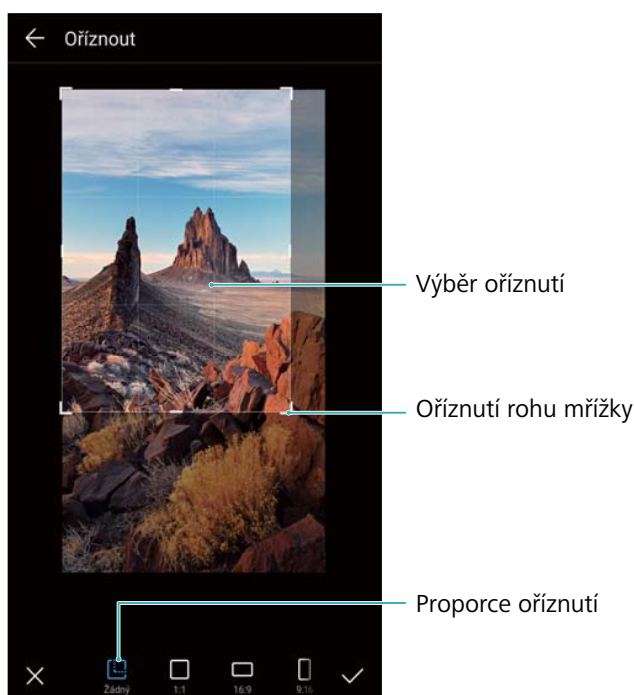 Oříznout
Výběr oříznutí
Oříznutí rohu mřížky
Proporce oříznutí
Žádný
1:1
16:9
9:16